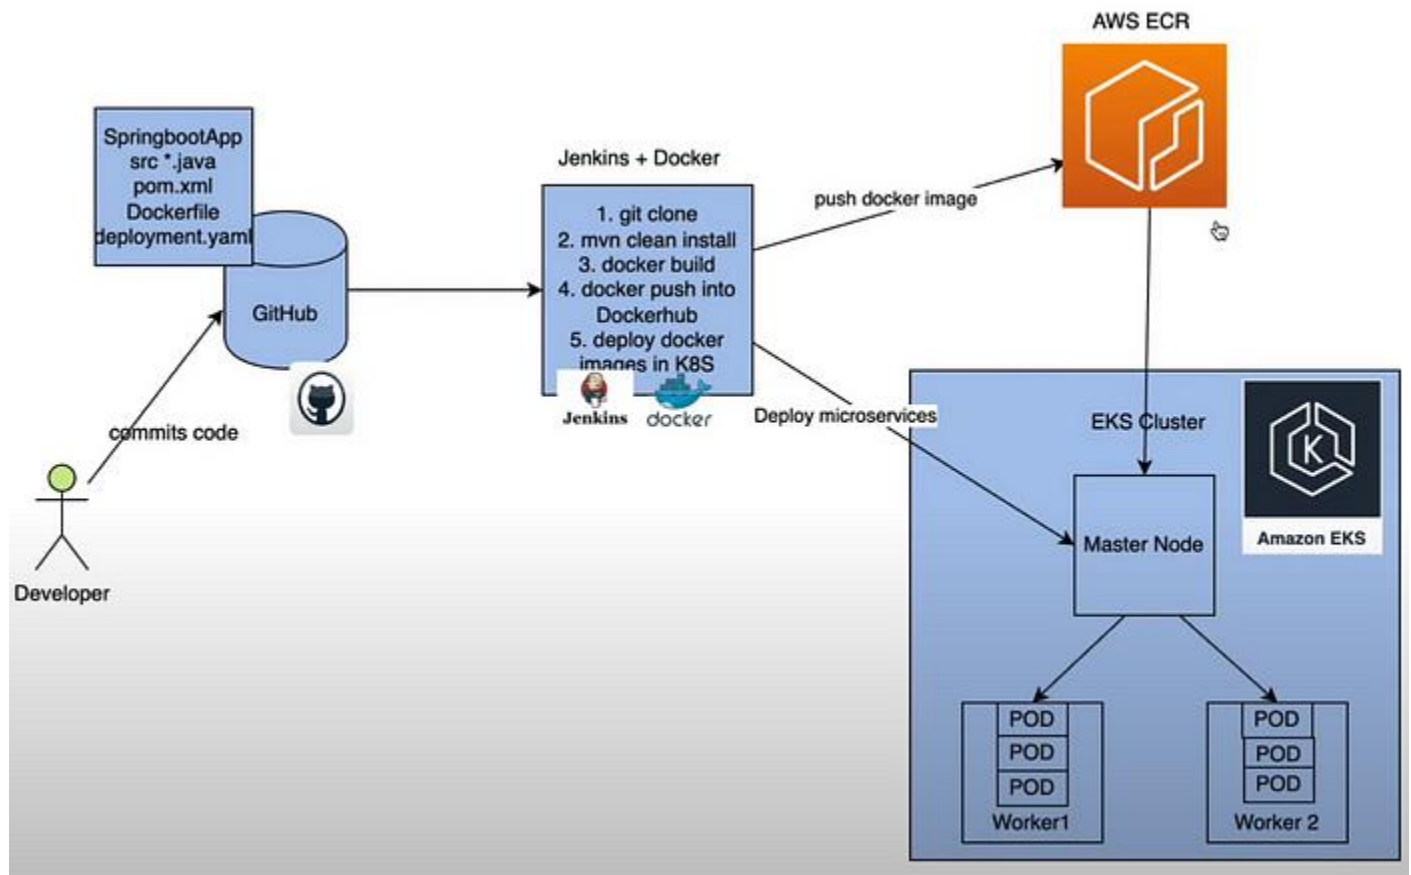 AWS ECR
SpringbootApp
src *.java
pom.xml
Dockerfile
deployment.yaml
GitHub
commits code
Developer
Jenkins + Docker
1. git clone
2. mvn clean install
3. docker build
4. docker push into
Dockerhub
5. deploy docker
images in K8S
Jenkins
docker
push docker image
Deploy microservices
EKS Cluster
K
Amazon EKS
Master Node
POD
POD
POD
Worker1
POD
POD
POD
Worker 2